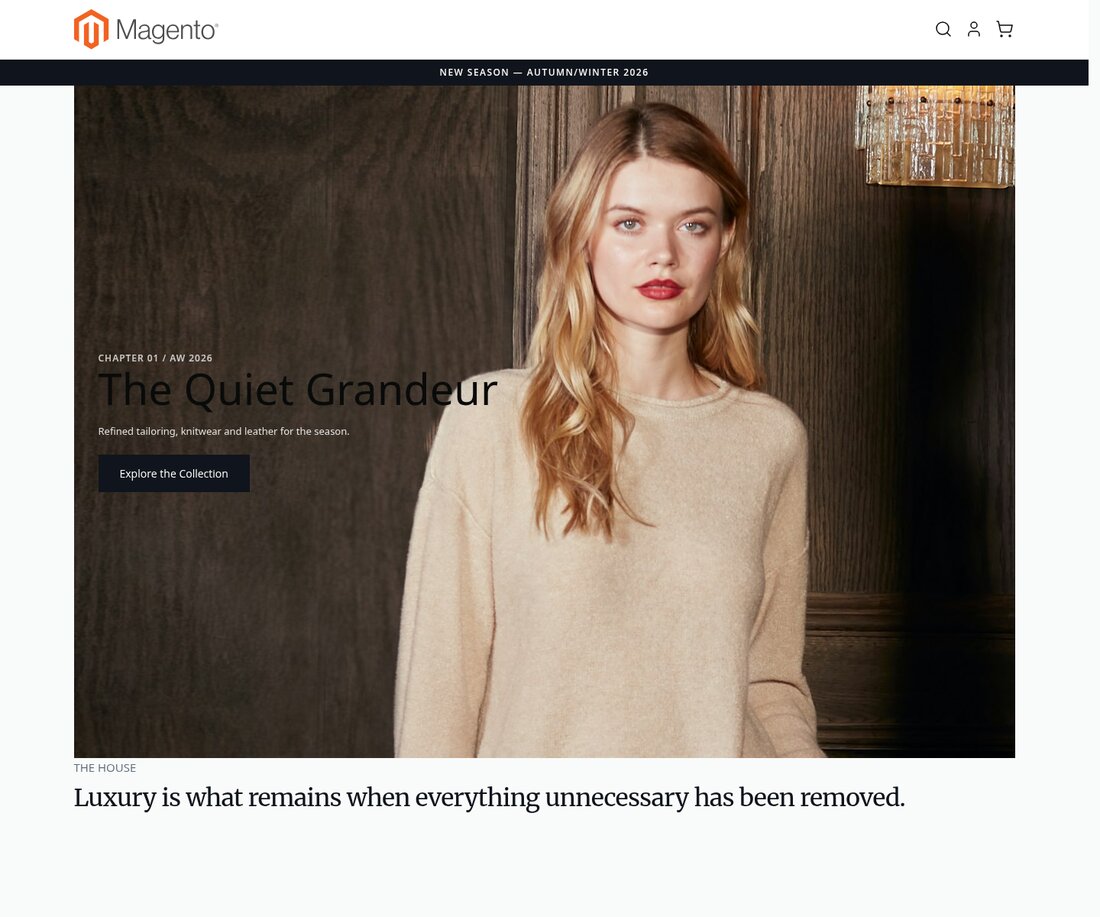 Magento®
NEW SEASON — AUTUMN/WINTER 2026
CHAPTER 01 / AW 2026
The Quiet Grandeur
Refined tailoring, knitwear and leather for the season.
Explore the Collection
THE HOUSE
Luxury is what remains when everything unnecessary has been removed.